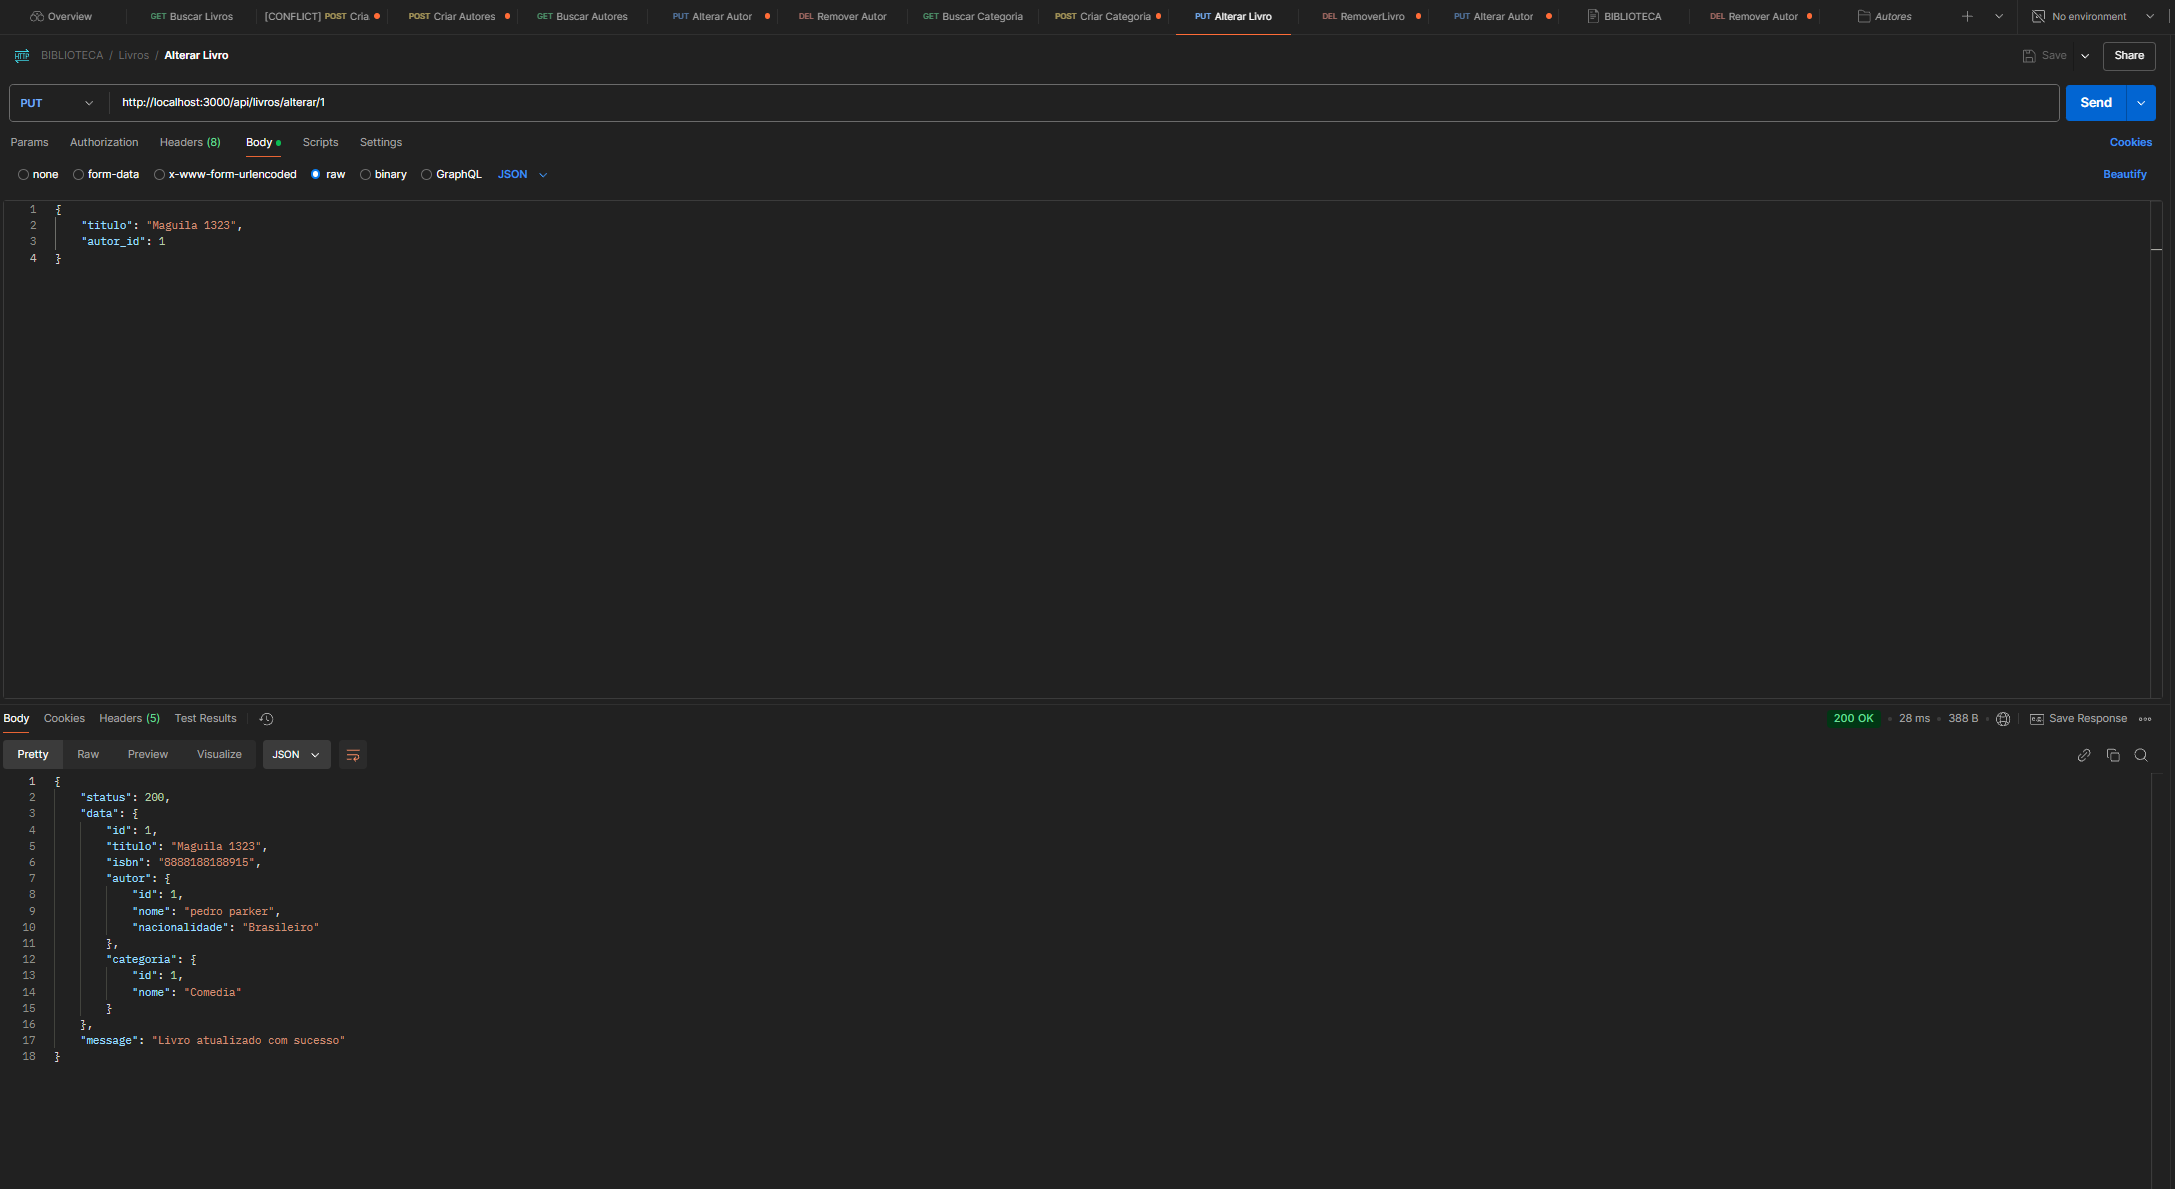 Overview GET Buscar Livros [CONFLICT] POST Cria POST Criar Autores GET Buscar Autores PUT Alterar Autor DEL Remover Autor GET Buscar Categoria POST Criar Categoria PUT Alterar Livro DEL RemoverLivro PUT Alterar Autor BIBLIOTECA DEL Remover Autor Autores No environment
HTTP BIBLIOTECA / Livros / Alterar Livro Save Share
PUT http://localhost:3000/api/livros/alterar/1 Send
Params Authorization Headers (8) Body Scripts Settings Cookies
none form-data x-www-form-urlencoded raw binary GraphQL JSON Beautify
1 {
2 "titulo": "Maguila 1323",
3 "autor_id": 1
4 }
Body Cookies Headers (5) Test Results 200 OK • 28 ms • 388 B Save Response
Pretty Raw Preview Visualize JSON
1 {
2 "status": 200,
3 "data": {
4 "id": 1,
5 "titulo": "Maguila 1323",
6 "isbn": "8888188188915",
7 "autor": {
8 "id": 1,
9 "nome": "pedro parker",
10 "nacionalidade": "Brasileiro"
11 },
12 "categoria": {
13 "id": 1,
14 "nome": "Comedia"
15 }
16 },
17 "message": "Livro atualizado com sucesso"
18 }